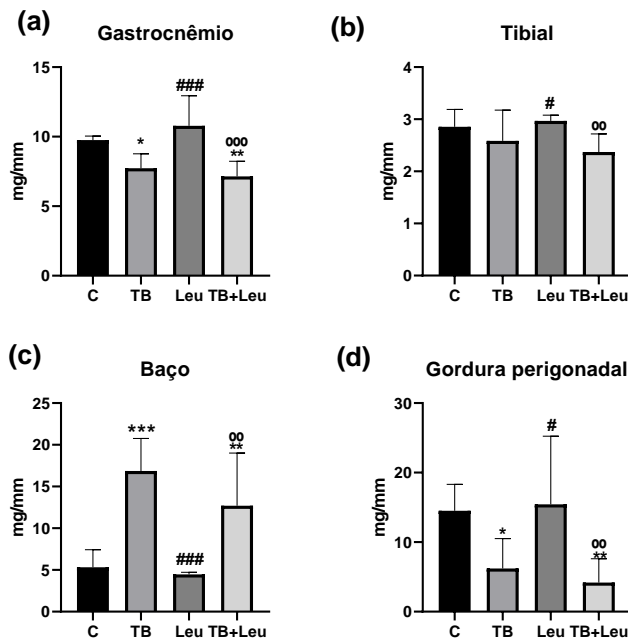 (a)
Gastrocnêmio
mg/mm
15
10
5
0
*
###
ooo
**
C TB Leu TB+Leu
(b)
Tibial
mg/mm
4
3
2
1
0
#
oo
C TB Leu TB+Leu
(c)
Baço
mg/mm
25
20
15
10
5
0
***
###
oo
**
C TB Leu TB+Leu
(d)
Gordura perigonadal
mg/mm
30
20
10
0
*
#
oo
**
C TB Leu TB+Leu